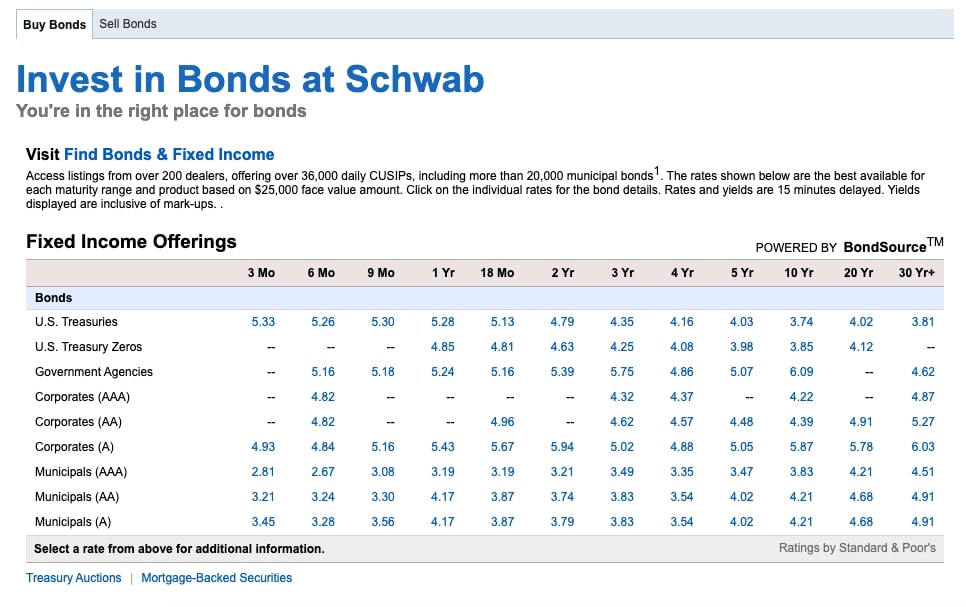 Buy Bonds Sell Bonds
Invest in Bonds at Schwab
You're in the right place for bonds
Visit Find Bonds & Fixed Income
Access listings from over 200 dealers, offering over 36,000 daily CUSIPs, including more than 20,000 municipal bonds1. The rates shown below are the best available for
each maturity range and product based on $25,000 face value amount. Click on the individual rates for the bond details. Rates and yields are 15 minutes delayed. Yields
displayed are inclusive of mark-ups. .
Fixed Income Offerings POWERED BY BondSource™
3 Mo 6 Mo 9 Mo 1 Yr 18 Mo 2 Yr 3 Yr 4 Yr 5 Yr 10 Yr 20 Yr 30 Yr+
Bonds
U.S. Treasuries 5.33 5.26 5.30 5.28 5.13 4.79 4.35 4.16 4.03 3.74 4.02 3.81
U.S. Treasury Zeros -- -- -- 4.85 4.81 4.63 4.25 4.08 3.98 3.85 4.12 --
Government Agencies -- 5.16 5.18 5.24 5.16 5.39 5.75 4.86 5.07 6.09 -- 4.62
Corporates (AAA) -- 4.82 -- -- -- -- 4.32 4.37 -- 4.22 -- 4.87
Corporates (AA) -- 4.82 -- -- 4.96 -- 4.62 4.57 4.48 4.39 4.91 5.27
Corporates (A) 4.93 4.84 5.16 5.43 5.67 5.94 5.02 4.88 5.05 5.87 5.78 6.03
Municipals (AAA) 2.81 2.67 3.08 3.19 3.19 3.21 3.49 3.35 3.47 3.83 4.21 4.51
Municipals (AA) 3.21 3.24 3.30 4.17 3.87 3.74 3.83 3.54 4.02 4.21 4.68 4.91
Municipals (A) 3.45 3.28 3.56 4.17 3.87 3.79 3.83 3.54 4.02 4.21 4.68 4.91
Select a rate from above for additional information. Ratings by Standard & Poor's
Treasury Auctions | Mortgage-Backed Securities